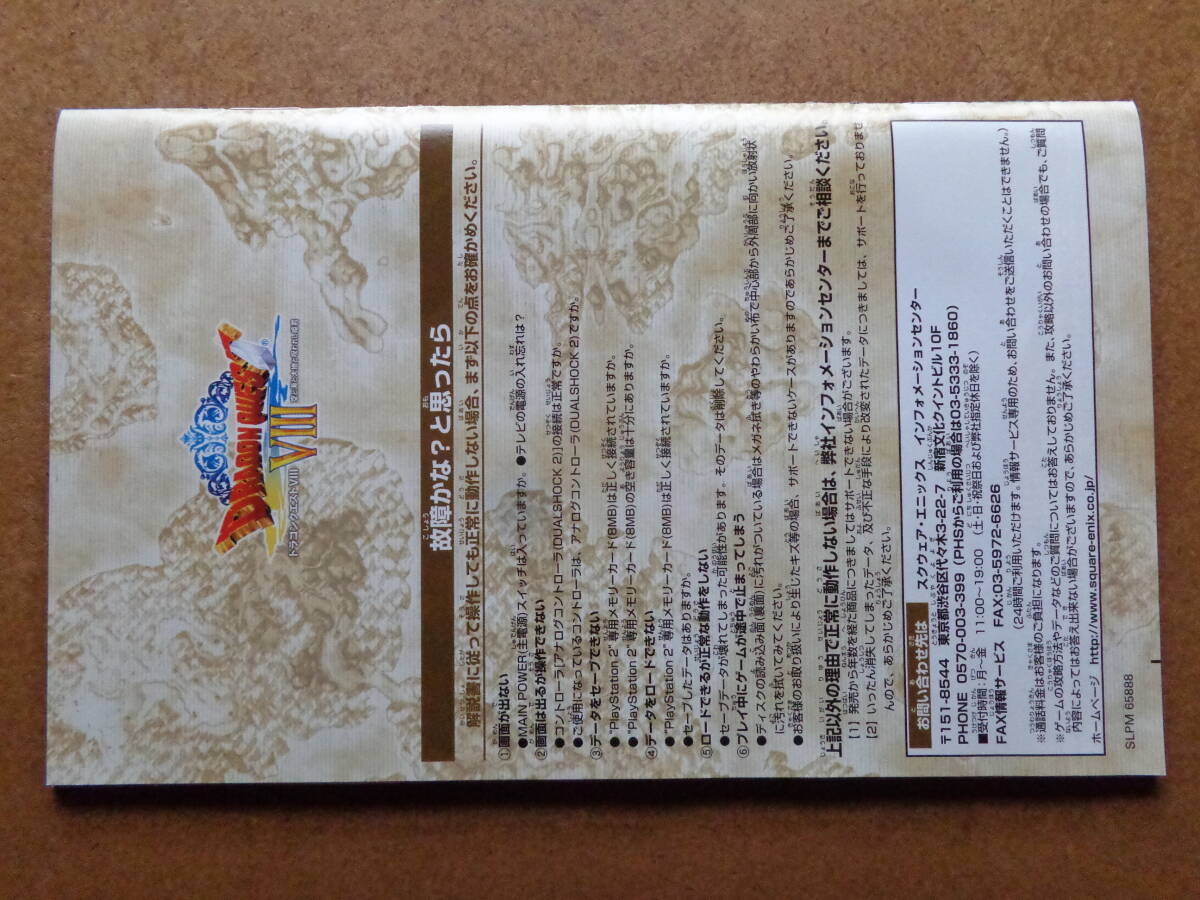 DRAGON QUEST
VIII
ドラゴンクエストVIII 空と海と大地と呪われし姫君
故障かな？と思ったら
解説書に従って操作しても正常に動作しない場合、まず以下の点をお確かめください。
①画面が出ない
●MAIN POWER(主電源)スイッチは入っていますか。 ●テレビの電源の入れ忘れは？
②画面は出るが操作できない
●コントローラ[アナログコントローラ(DUALSHOCK 2)]の接続は正常ですか。
●ご使用になっているコントローラは、アナログコントローラ(DUALSHOCK 2)ですか。
③データをセーブできない
●"PlayStation 2" 専用メモリーカード(8MB)は正しく接続されていますか。
●"PlayStation 2" 専用メモリーカード(8MB)の空き容量は十分にありますか。
④データをロードできない
●"PlayStation 2" 専用メモリーカード(8MB)は正しく接続されていますか。
●セーブしたデータはありますか。
⑤ロードできるが正常な動作をしない
●セーブデータが壊れてしまった可能性があります。そのデータは削除してください。
⑥プレイ中にゲームが途中で止まってしまう
●ディスクの読み込み面(裏面)に汚れがついている場合はメガネ拭き等のやわらかい布で中心部から外周部に向かい放射状
に汚れを拭いてみてください。
●お客様のお取り扱いにより生じたキズ等の場合、サポートできないケースがありますのであらかじめご了承ください。
上記以外の理由で正常に動作しない場合は、弊社インフォメーションセンターまでご相談ください。
[1] 発売から年数を経た商品につきましてはサポートできない場合がございます。
[2] いったん消失してしまったデータ、及び不正な手段により改変されたデータにつきましては、サポートを行っておりませ
んので、あらかじめご了承ください。
お問い合わせ先は スクウェア・エニックス インフォメーションセンター
〒151-8544 東京都渋谷区代々木3-22-7 新宿文化クイントビル10F
PHONE 0570-003-399 (PHSからご利用の場合は03-5333-1860)
■受付時間：月～金 11:00～19:00 (土・日・祝祭日および弊社指定休日を除く)
FAX情報サービス FAX:03-5972-6626
(24時間ご利用いただけます。情報サービス専用のため、お問い合わせをご送信いただくことはできません。)
※通話料金はお客様のご負担になります。
※ゲームの攻略方法やデータなどのご質問についてはお答えしておりません。また、攻略以外のお問い合わせの場合でも、ご質問
内容によってはお答え出来ない場合がございますので、あらかじめご了承ください。
ホームページ http://www.square-enix.co.jp/
SLPM 65888